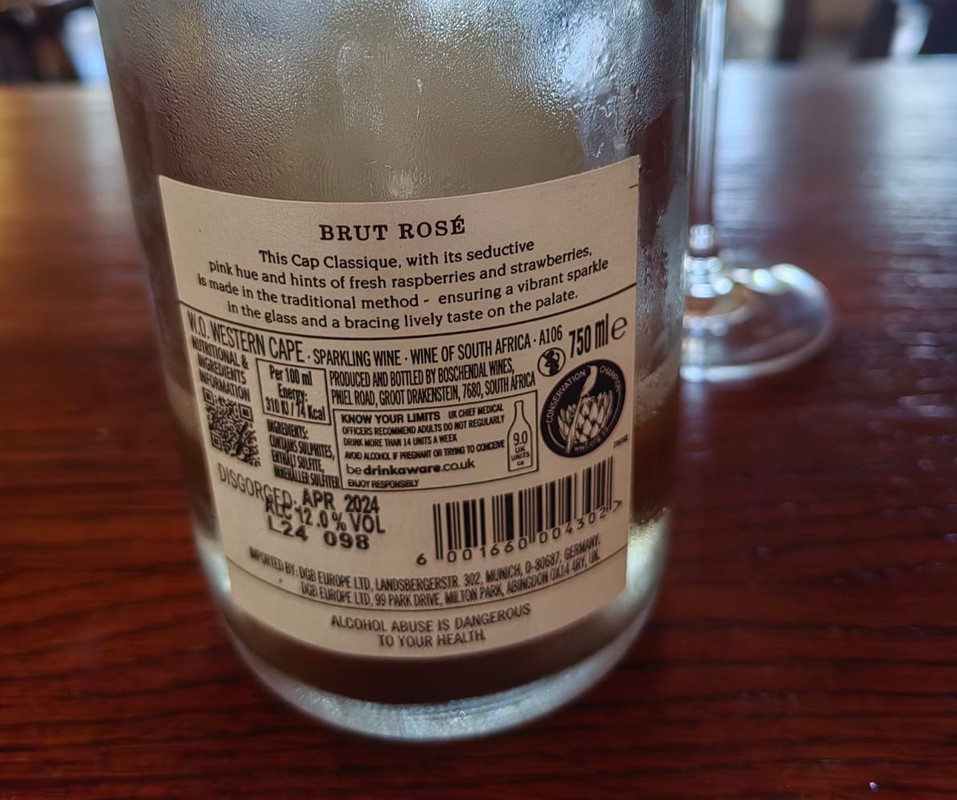 BRUT ROSÉ
This Cap Classique, with its seductive
pink hue and hints of fresh raspberries and strawberries,
is made in the traditional method - ensuring a vibrant sparkle
in the glass and a bracing lively taste on the palate.
W.O. WESTERN CAPE · SPARKLING WINE · WINE OF SOUTH AFRICA · A106 750 ml e
NUTRITIONAL &
INGREDIENTS
INFORMATION
Per 100 ml
Energy:
310 KJ / 74 Kcal
INGREDIENTS:
CONTAINS SULPHITES,
PRODUCED AND BOTTLED BY BOSCHENDAL WINES,
PNIEL ROAD, GROOT DRAKENSTEIN, 7680, SOUTH AFRICA
KNOW YOUR LIMITS UK CHIEF MEDICAL
OFFICERS RECOMMEND ADULTS DO NOT REGULARLY
DRINK MORE THAN 14 UNITS A WEEK
AVOID ALCOHOL IF PREGNANT OR TRYING TO CONCEIVE
bedrinkaware.co.uk
ENJOY RESPONSIBLY
9.0
UK
UNITS
CONSERVATION CHAMPION
DISGORGED: APR 2024
ALC 12.0 % VOL
L24 098
6 001660 004302 >
IMPORTED BY: DGB EUROPE LTD, LANDSBERGERSTR. 302, MUNICH, D-80687, GERMANY.
DGB EUROPE LTD, 99 PARK DRIVE, MILTON PARK, ABINGDON OX14 4RY, UK.
ALCOHOL ABUSE IS DANGEROUS
TO YOUR HEALTH.